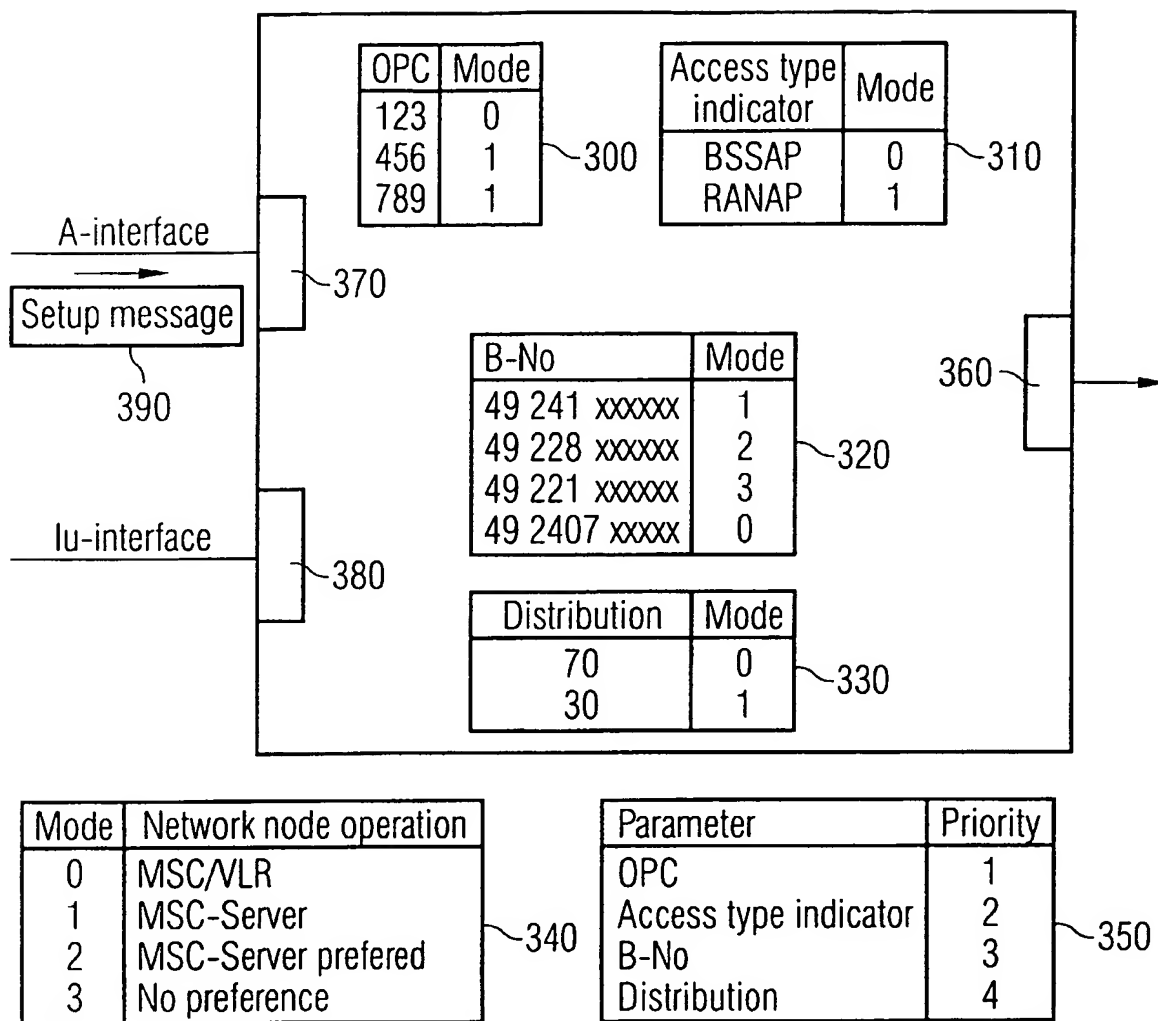 OPC Mode
123 0
456 1
789 1
300
Access type indicator Mode
BSSAP 0
RANAP 1
310
A-interface
370
Setup message
390
B-No Mode
49 241 xxxxxx 1
49 228 xxxxxx 2
49 221 xxxxxx 3
49 2407 xxxxx 0
320
360
Iu-interface
380
Distribution Mode
70 0
30 1
330
Mode Network node operation
0 MSC/VLR
1 MSC-Server
2 MSC-Server prefered
3 No preference
340
Parameter Priority
OPC 1
Access type indicator 2
B-No 3
Distribution 4
350